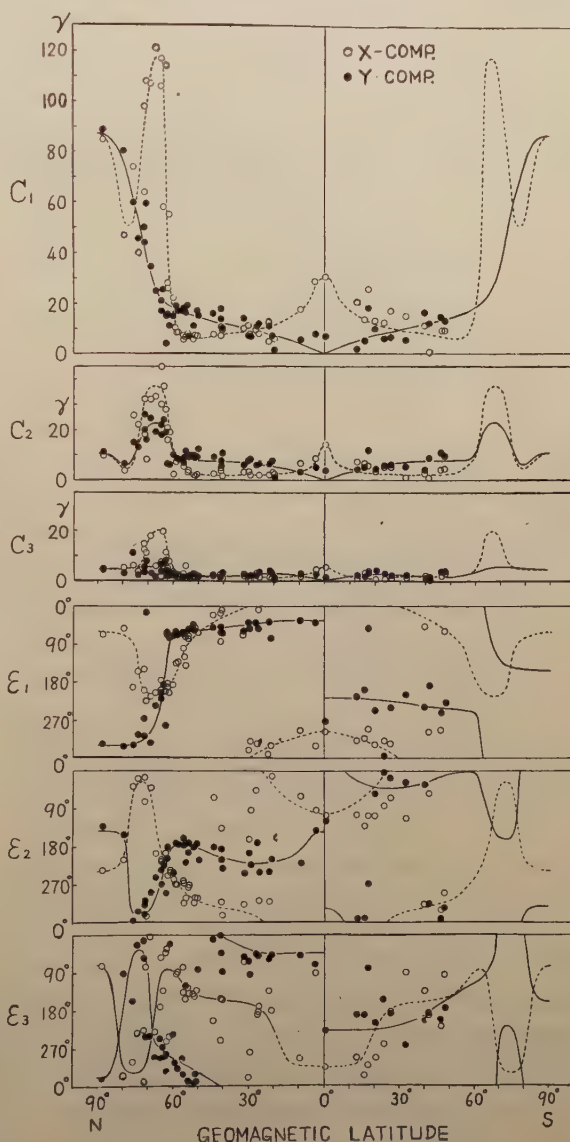 γ
120
100
80
60
40
20
0
C₁
○ X-COMP.
● Y-COMP.
γ
20
0
C₂
20
0
C₃
0°
90°
180°
270°
0°
ε₁
90°
180°
270°
0°
ε₂
90°
180°
270°
0°
ε₃
90° 60° 30° 0° 30° 60° 90°
N S
GEOMAGNETIC LATITUDE